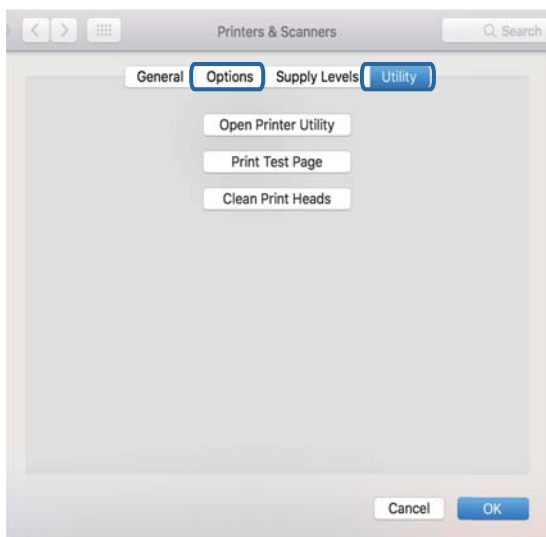 Printers & Scanners Search
General Options Supply Levels Utility
Open Printer Utility
Print Test Page
Clean Print Heads
Cancel OK